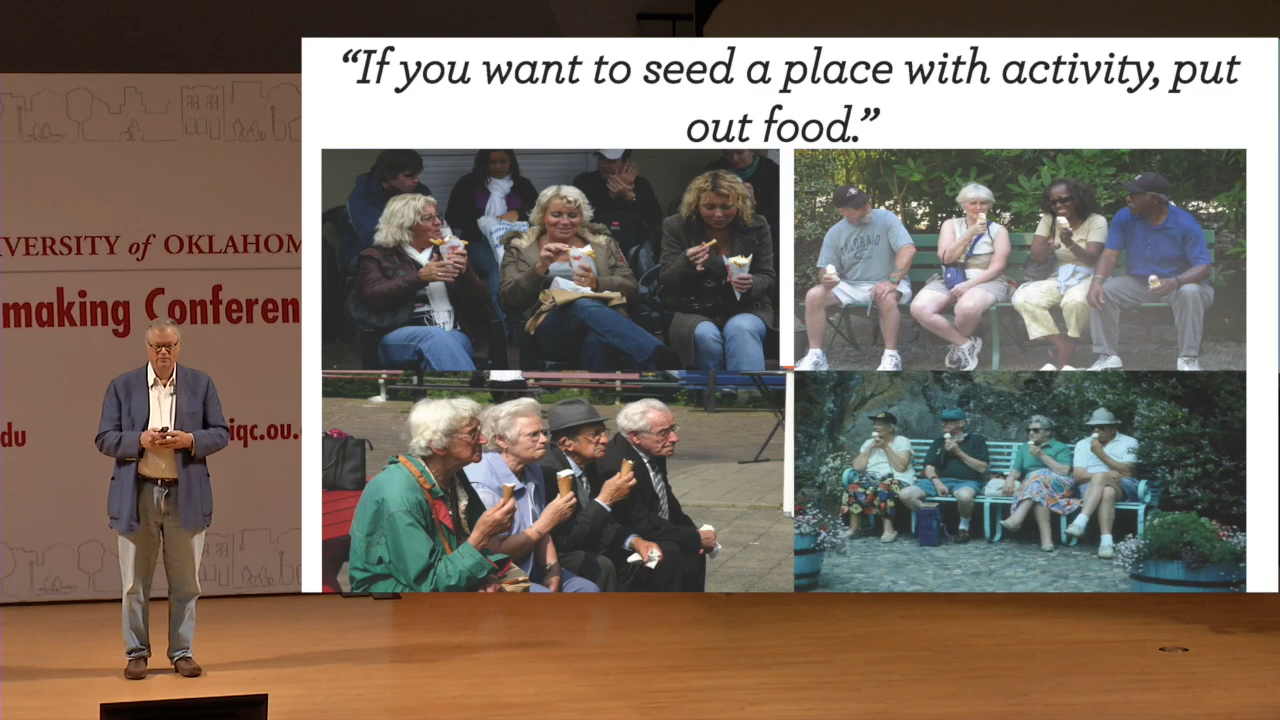 “If you want to seed a place with activity, put
out food.”
VERSITY of OKLAHOM
making Conferen
du
iqc.ou.
COLORADO